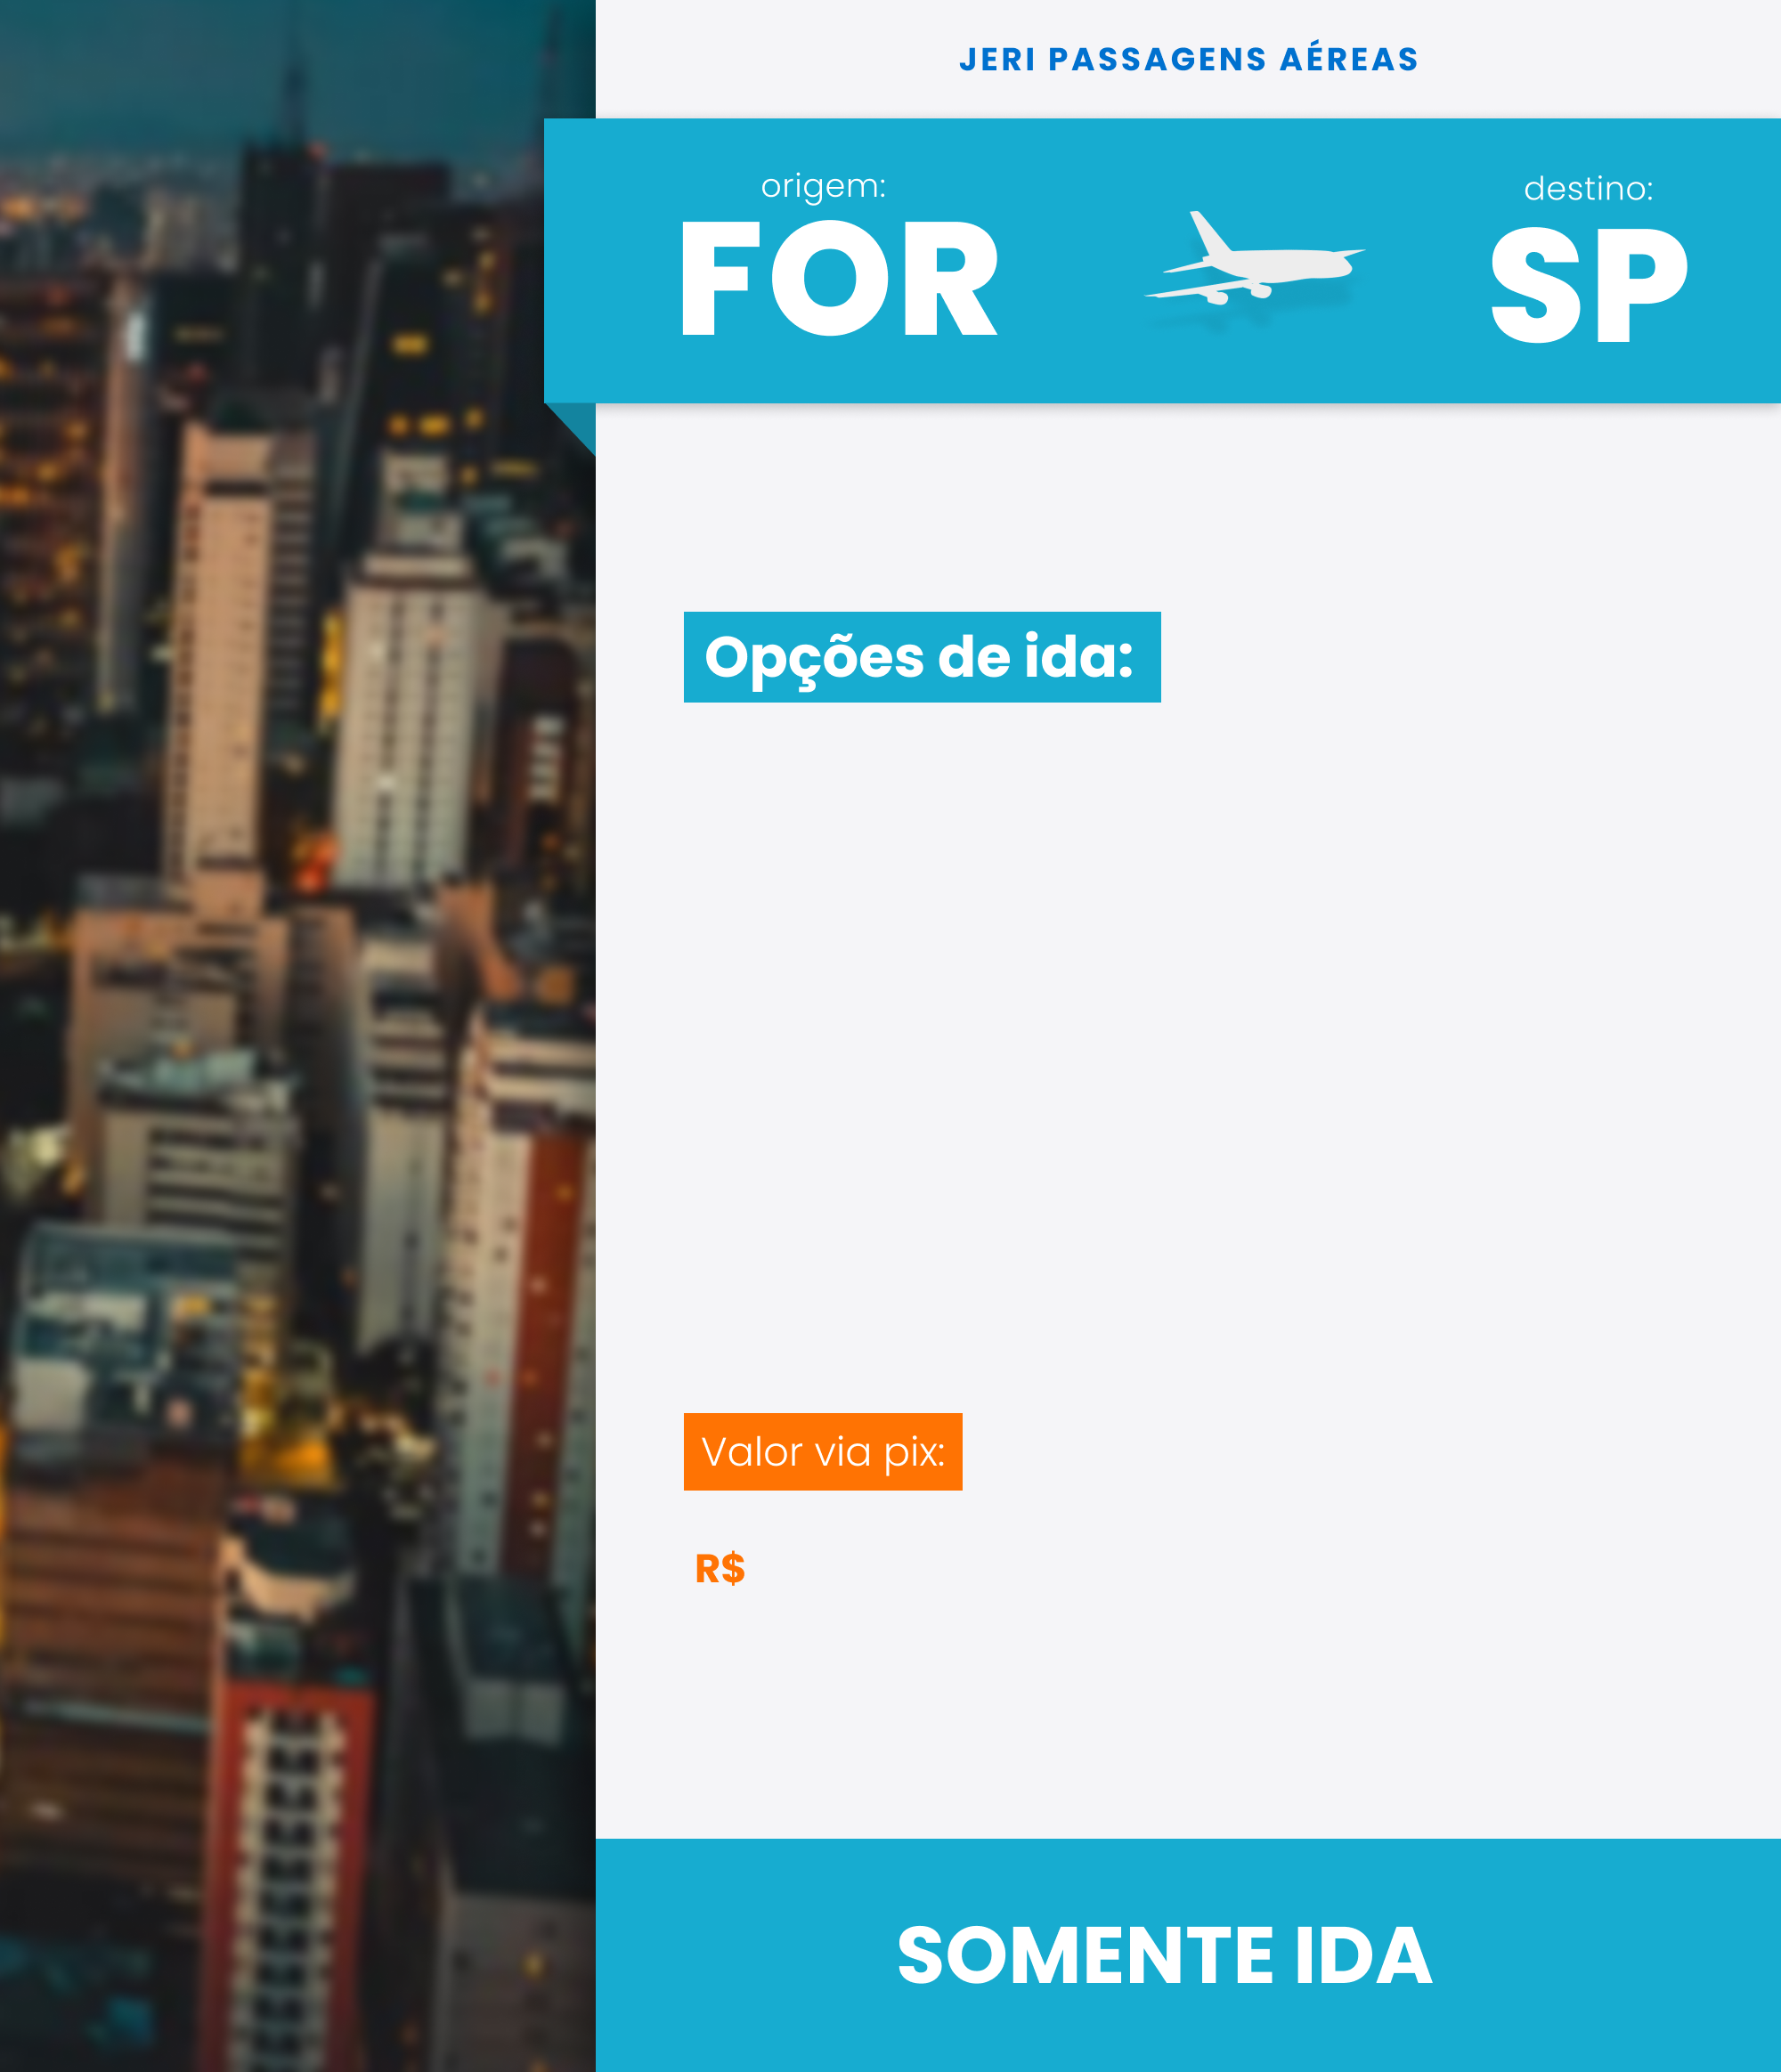 JERI PASSAGENS AÉREAS
origem:
destino:
FOR
SP
Opções de ida:
Valor via pix:
R$
SOMENTE IDA